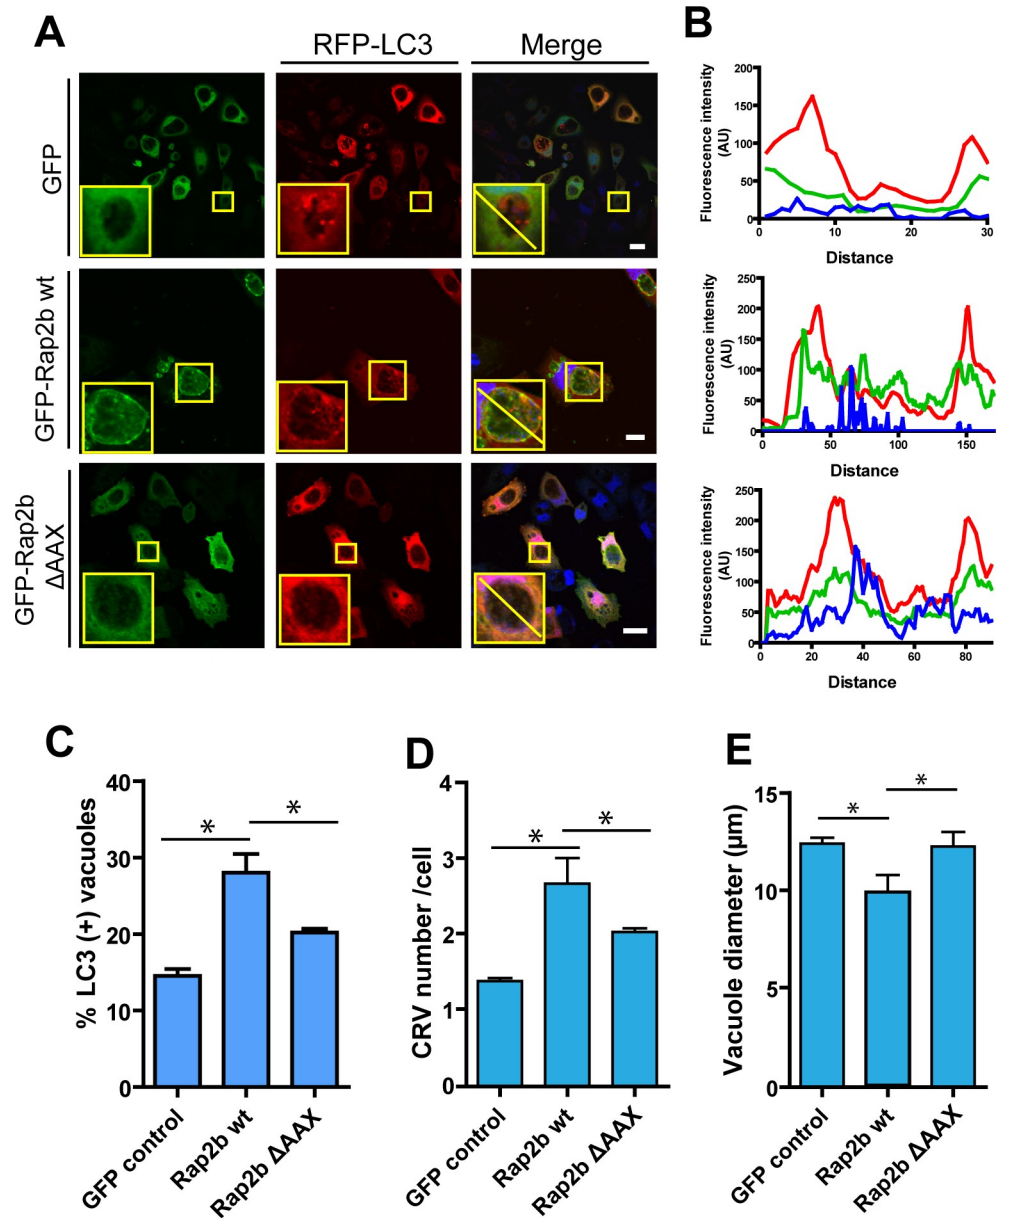 A
RFP-LC3
Merge
GFP
GFP-Rap2b wt
GFP-Rap2b
ΔAAX
B
Fluorescence intensity
(AU)
200
150
100
50
0
0
10
20
30
Distance
Fluorescence intensity
(AU)
250
200
150
100
50
0
0
50
100
150
Distance
Fluorescence intensity
(AU)
250
200
150
100
50
0
0
20
40
60
80
Distance
C
% LC3 (+) vacuoles
40
30
20
10
0
*
*
GFP control
Rap2b wt
Rap2b ΔAAX
D
CRV number /cell
4
3
2
1
0
*
*
GFP control
Rap2b wt
Rap2b ΔAAX
E
Vacuole diameter (μm)
15
10
5
0
*
*
GFP control
Rap2b wt
Rap2b ΔAAX